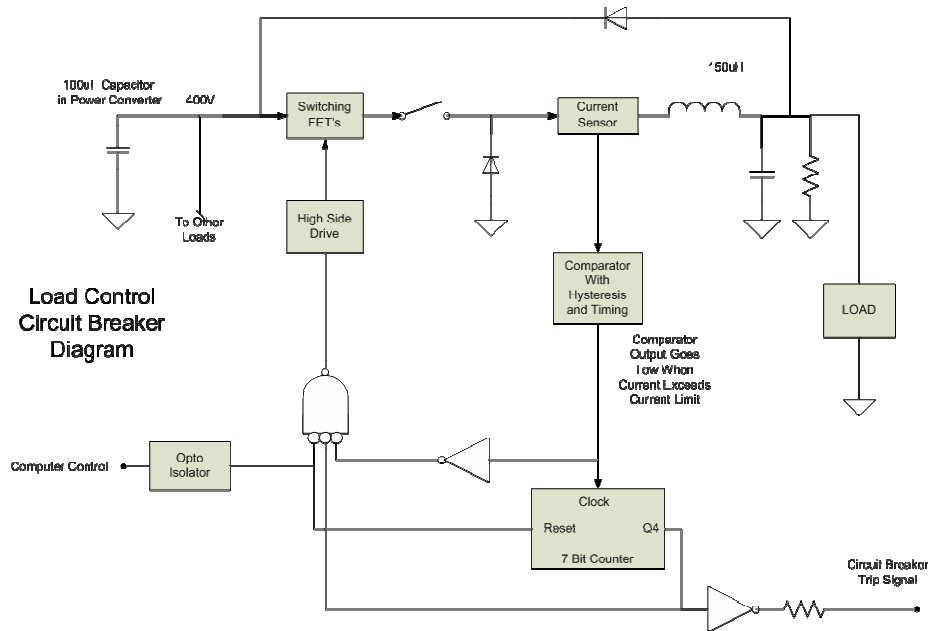 150uH
100uF Capacitor
in Power Converter
400V
Switching
FET's
Current
Sensor
To Other
Loads
High Side
Drive
Comparator
With
Hysteresis
and Timing
LOAD
Load Control
Circuit Breaker
Diagram
Comparator
Output Goes
Low When
Current Exceeds
Current Limit
Computer Control
Opto
Isolator
Clock
Reset
Q4
7 Bit Counter
Circuit Breaker
Trip Signal